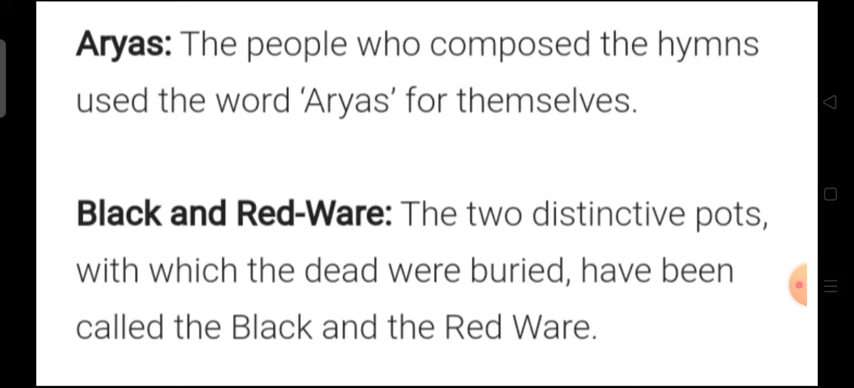 Aryas: The people who composed the hymns
used the word ‘Aryas’ for themselves.
Black and Red-Ware: The two distinctive pots,
with which the dead were buried, have been
called the Black and the Red Ware.